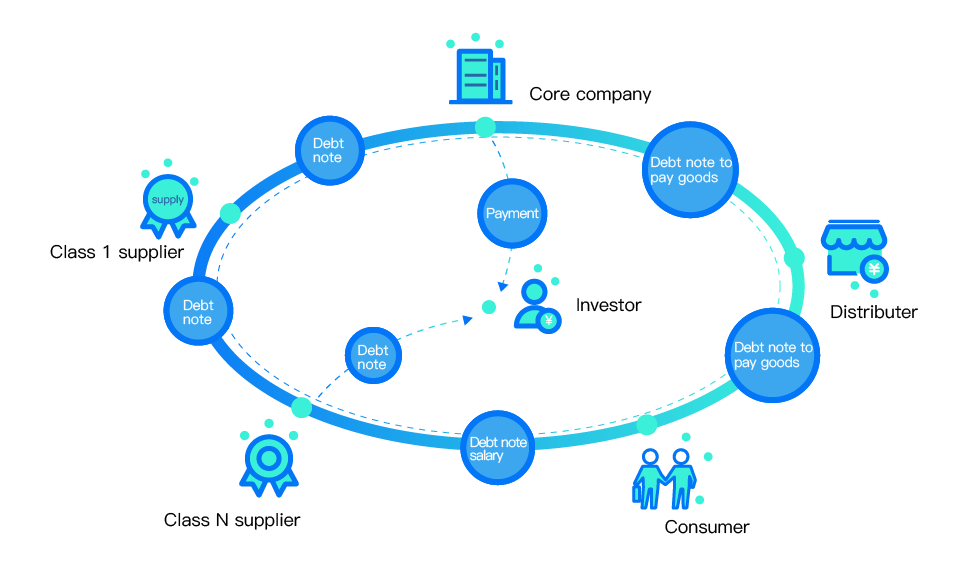 Core company
Debt
note
Debt note to
pay goods
supply
Payment
Class 1 supplier
¥
Debt
note
Investor
¥
Distributer
Debt
note
Debt note to
pay goods
Debt note
salary
Class N supplier
Consumer